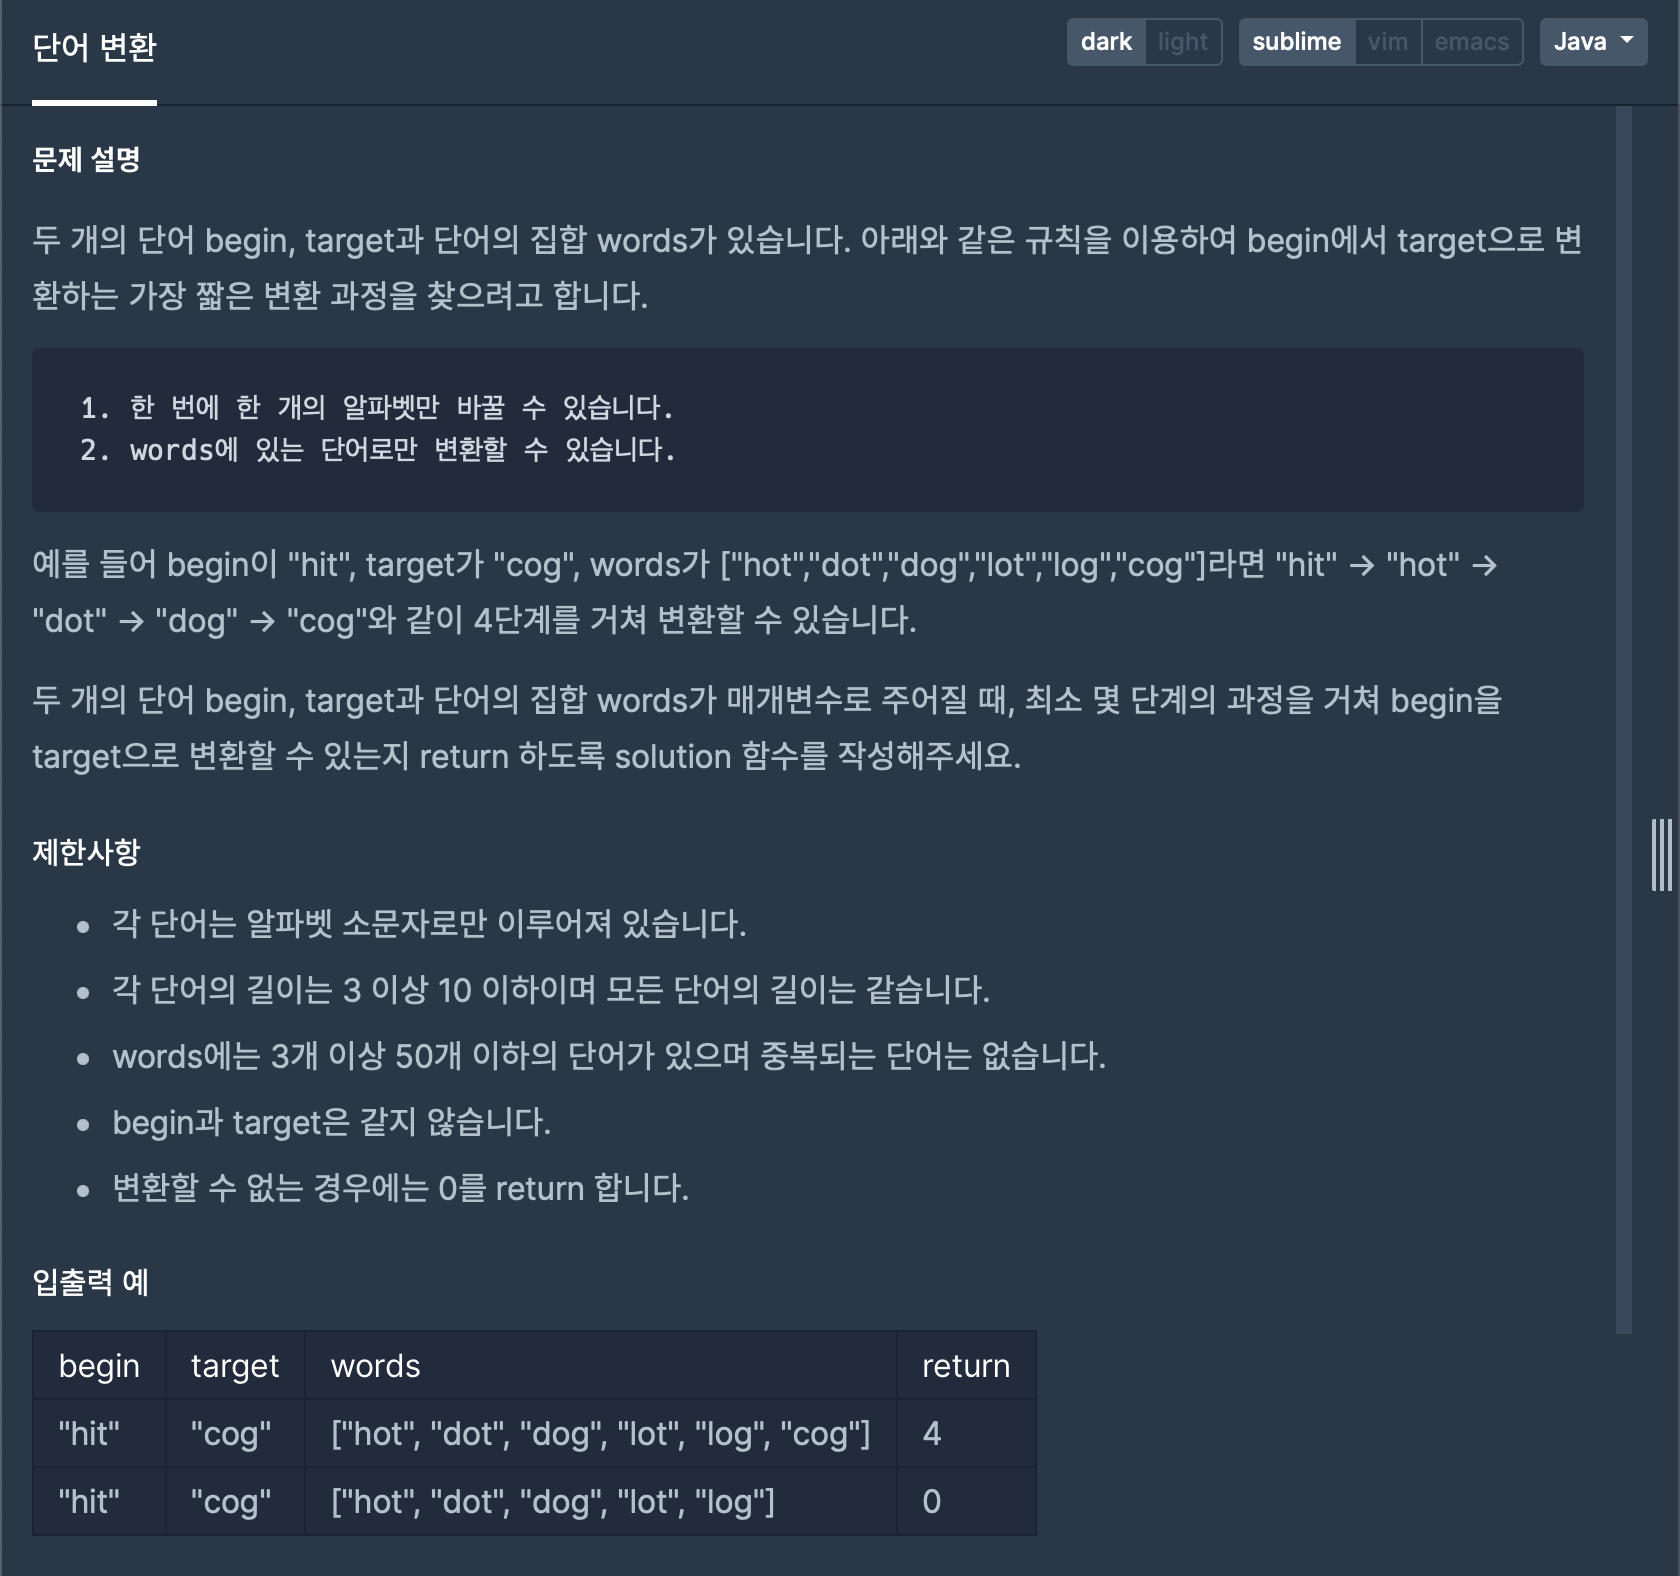 단어 변환
dark light sublime vim emacs Java
문제 설명
두 개의 단어 begin, target과 단어의 집합 words가 있습니다. 아래와 같은 규칙을 이용하여 begin에서 target으로 변
환하는 가장 짧은 변환 과정을 찾으려고 합니다.
1. 한 번에 한 개의 알파벳만 바꿀 수 있습니다.
2. words에 있는 단어로만 변환할 수 있습니다.
예를 들어 begin이 "hit", target가 "cog", words가 ["hot","dot","dog","lot","log","cog"]라면 "hit" → "hot" →
"dot" → "dog" → "cog"와 같이 4단계를 거쳐 변환할 수 있습니다.
두 개의 단어 begin, target과 단어의 집합 words가 매개변수로 주어질 때, 최소 몇 단계의 과정을 거쳐 begin을
target으로 변환할 수 있는지 return 하도록 solution 함수를 작성해주세요.
제한사항
• 각 단어는 알파벳 소문자로만 이루어져 있습니다.
• 각 단어의 길이는 3 이상 10 이하이며 모든 단어의 길이는 같습니다.
• words에는 3개 이상 50개 이하의 단어가 있으며 중복되는 단어는 없습니다.
• begin과 target은 같지 않습니다.
• 변환할 수 없는 경우에는 0를 return 합니다.
입출력 예
begin target words return
"hit" "cog" ["hot", "dot", "dog", "lot", "log", "cog"] 4
"hit" "cog" ["hot", "dot", "dog", "lot", "log"] 0